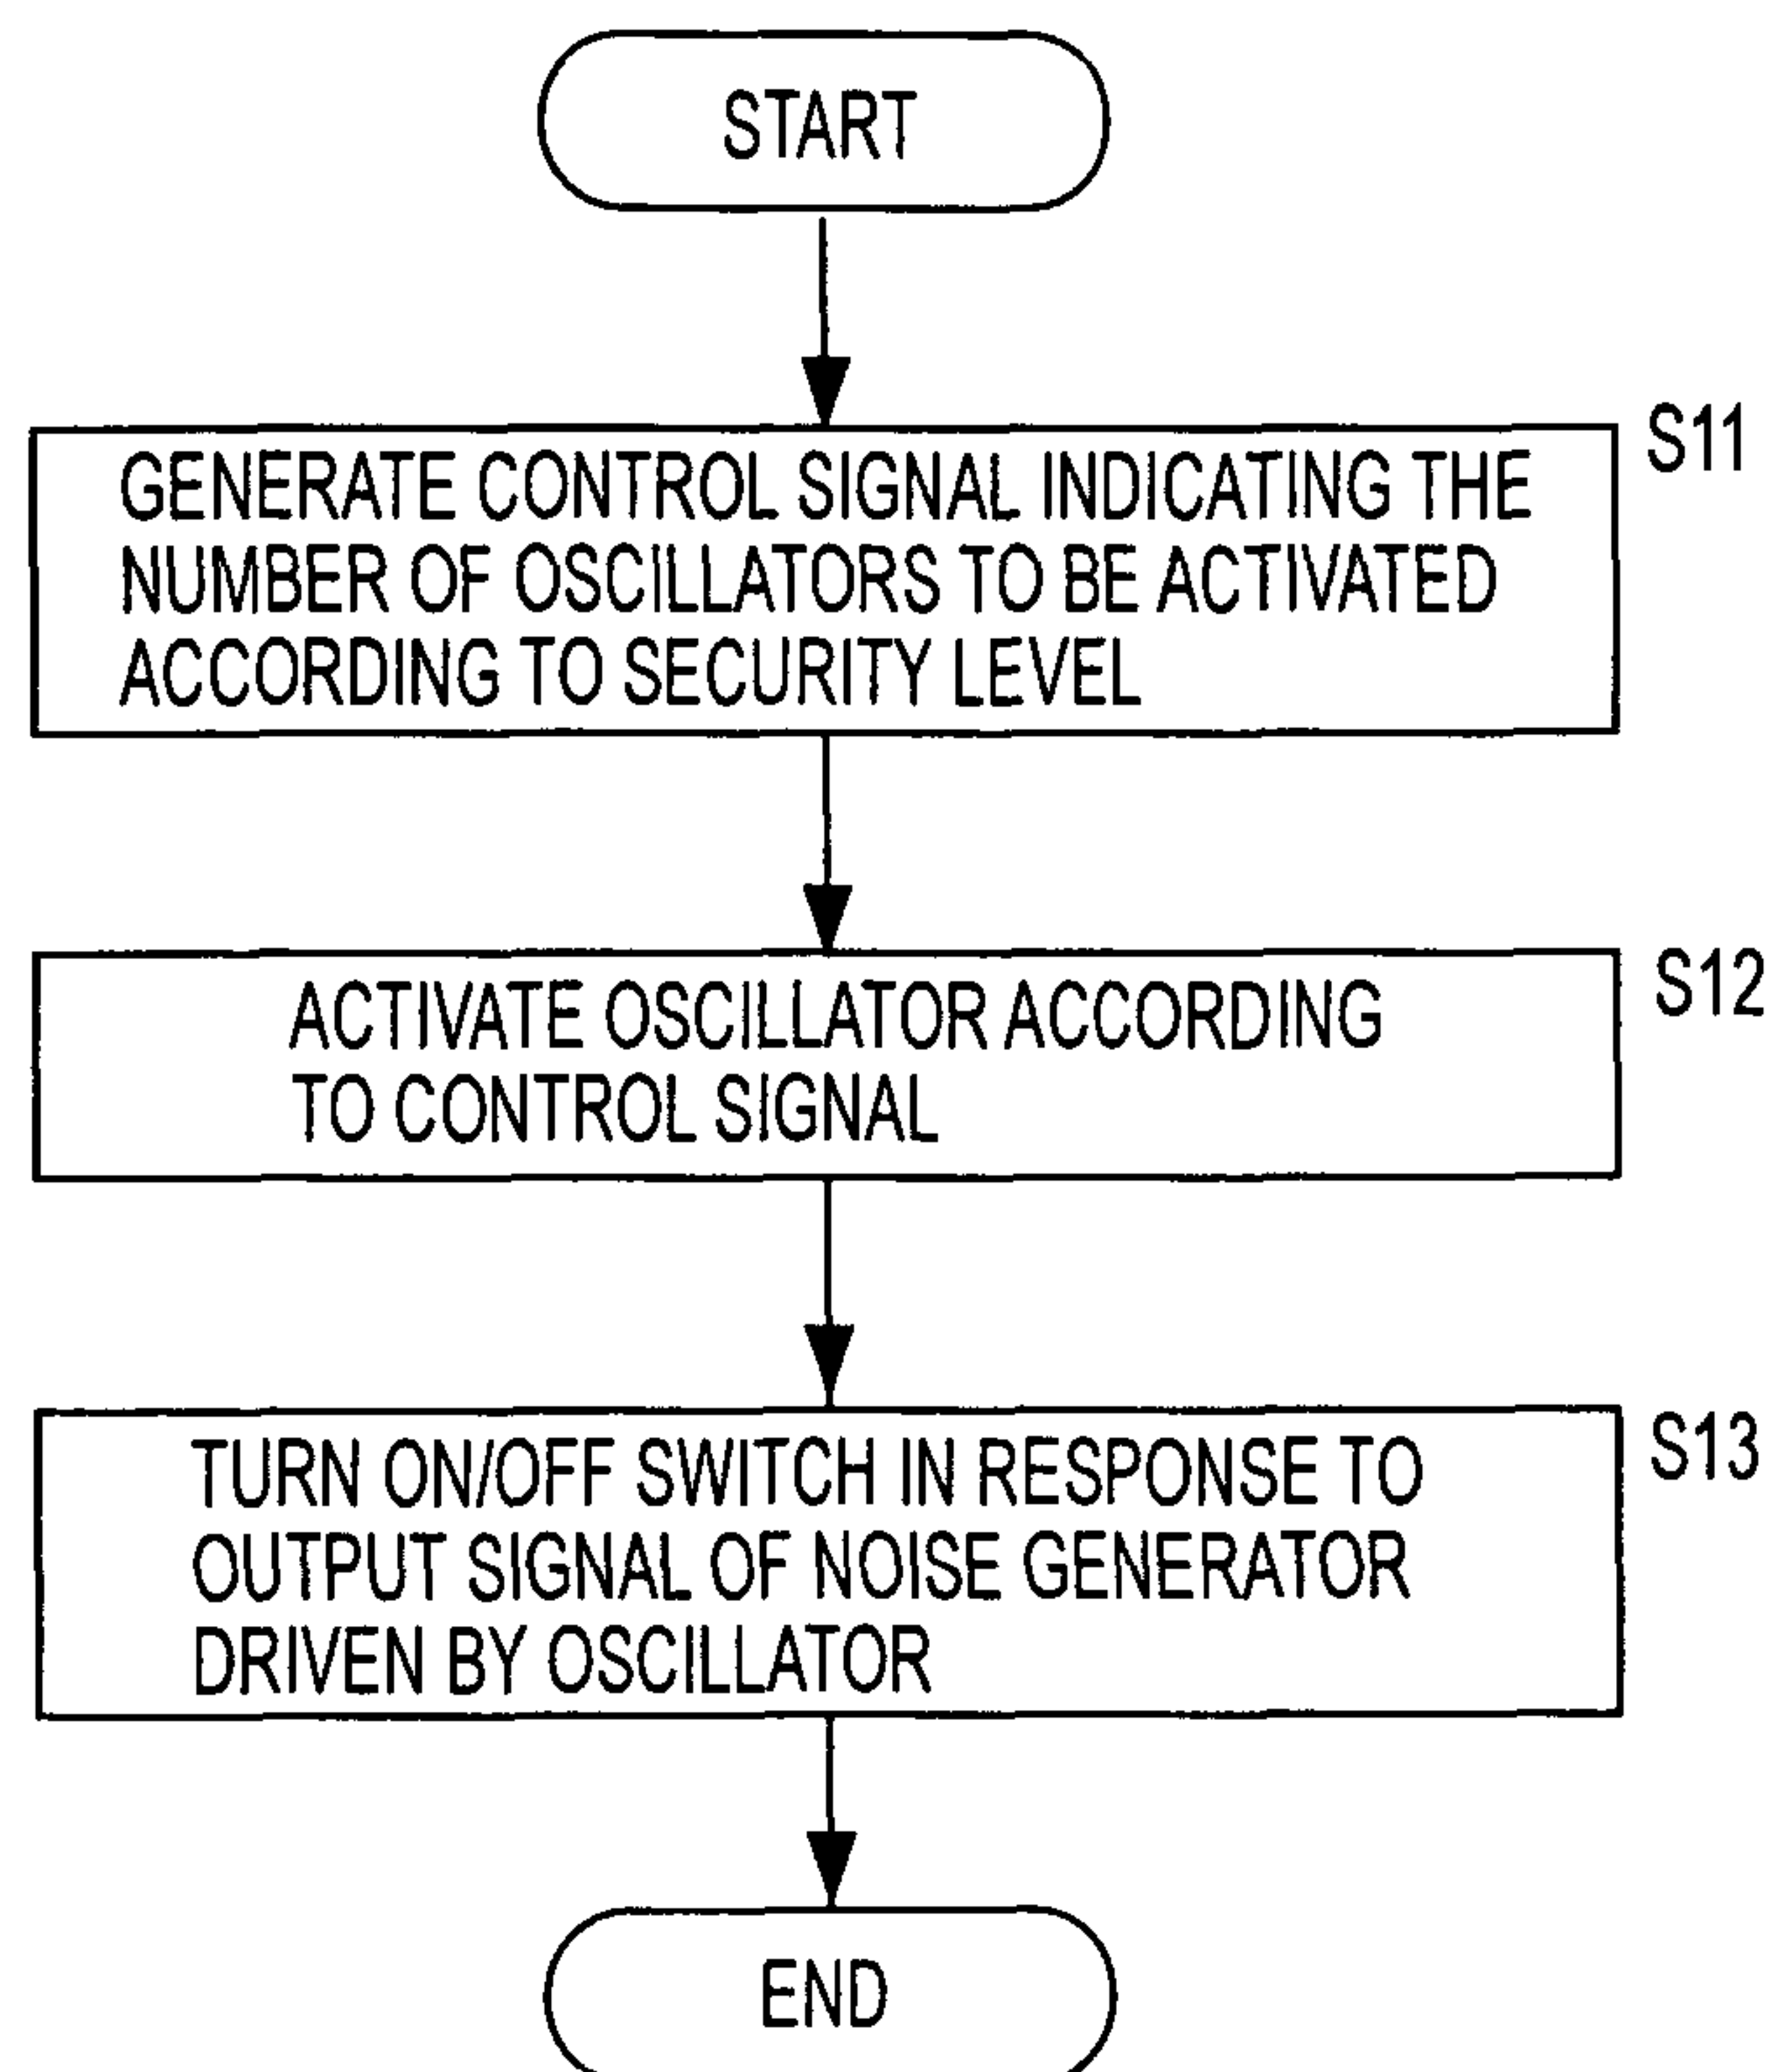 START
S11
GENERATE CONTROL SIGNAL INDICATING THE
NUMBER OF OSCILLATORS TO BE ACTIVATED
ACCORDING TO SECURITY LEVEL
S12
ACTIVATE OSCILLATOR ACCORDING
TO CONTROL SIGNAL
S13
TURN ON/OFF SWITCH IN RESPONSE TO
OUTPUT SIGNAL OF NOISE GENERATOR
DRIVEN BY OSCILLATOR
END